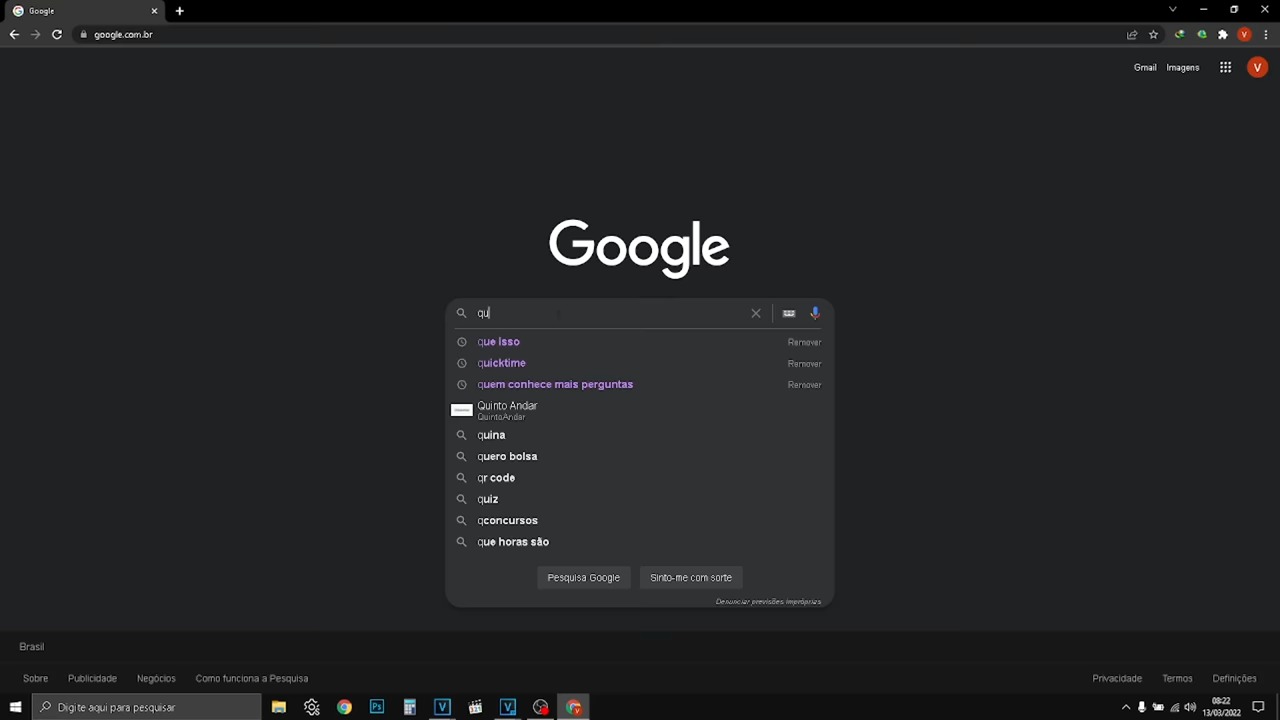 Google
google.com.br
Gmail Imagens V
Google
qu
que isso Remover
quicktime Remover
quem conhece mais perguntas Remover
Quinto Andar
QuintoAndar
quina
quero bolsa
qr code
quiz
qconcursos
que horas são
Pesquisa Google Sinto-me com sorte
Denunciar previsões impróprias
Brasil
Sobre Publicidade Negócios Como funciona a Pesquisa Privacidade Termos Definições
Digite aqui para pesquisar Ps V V 08:22
13/03/2022